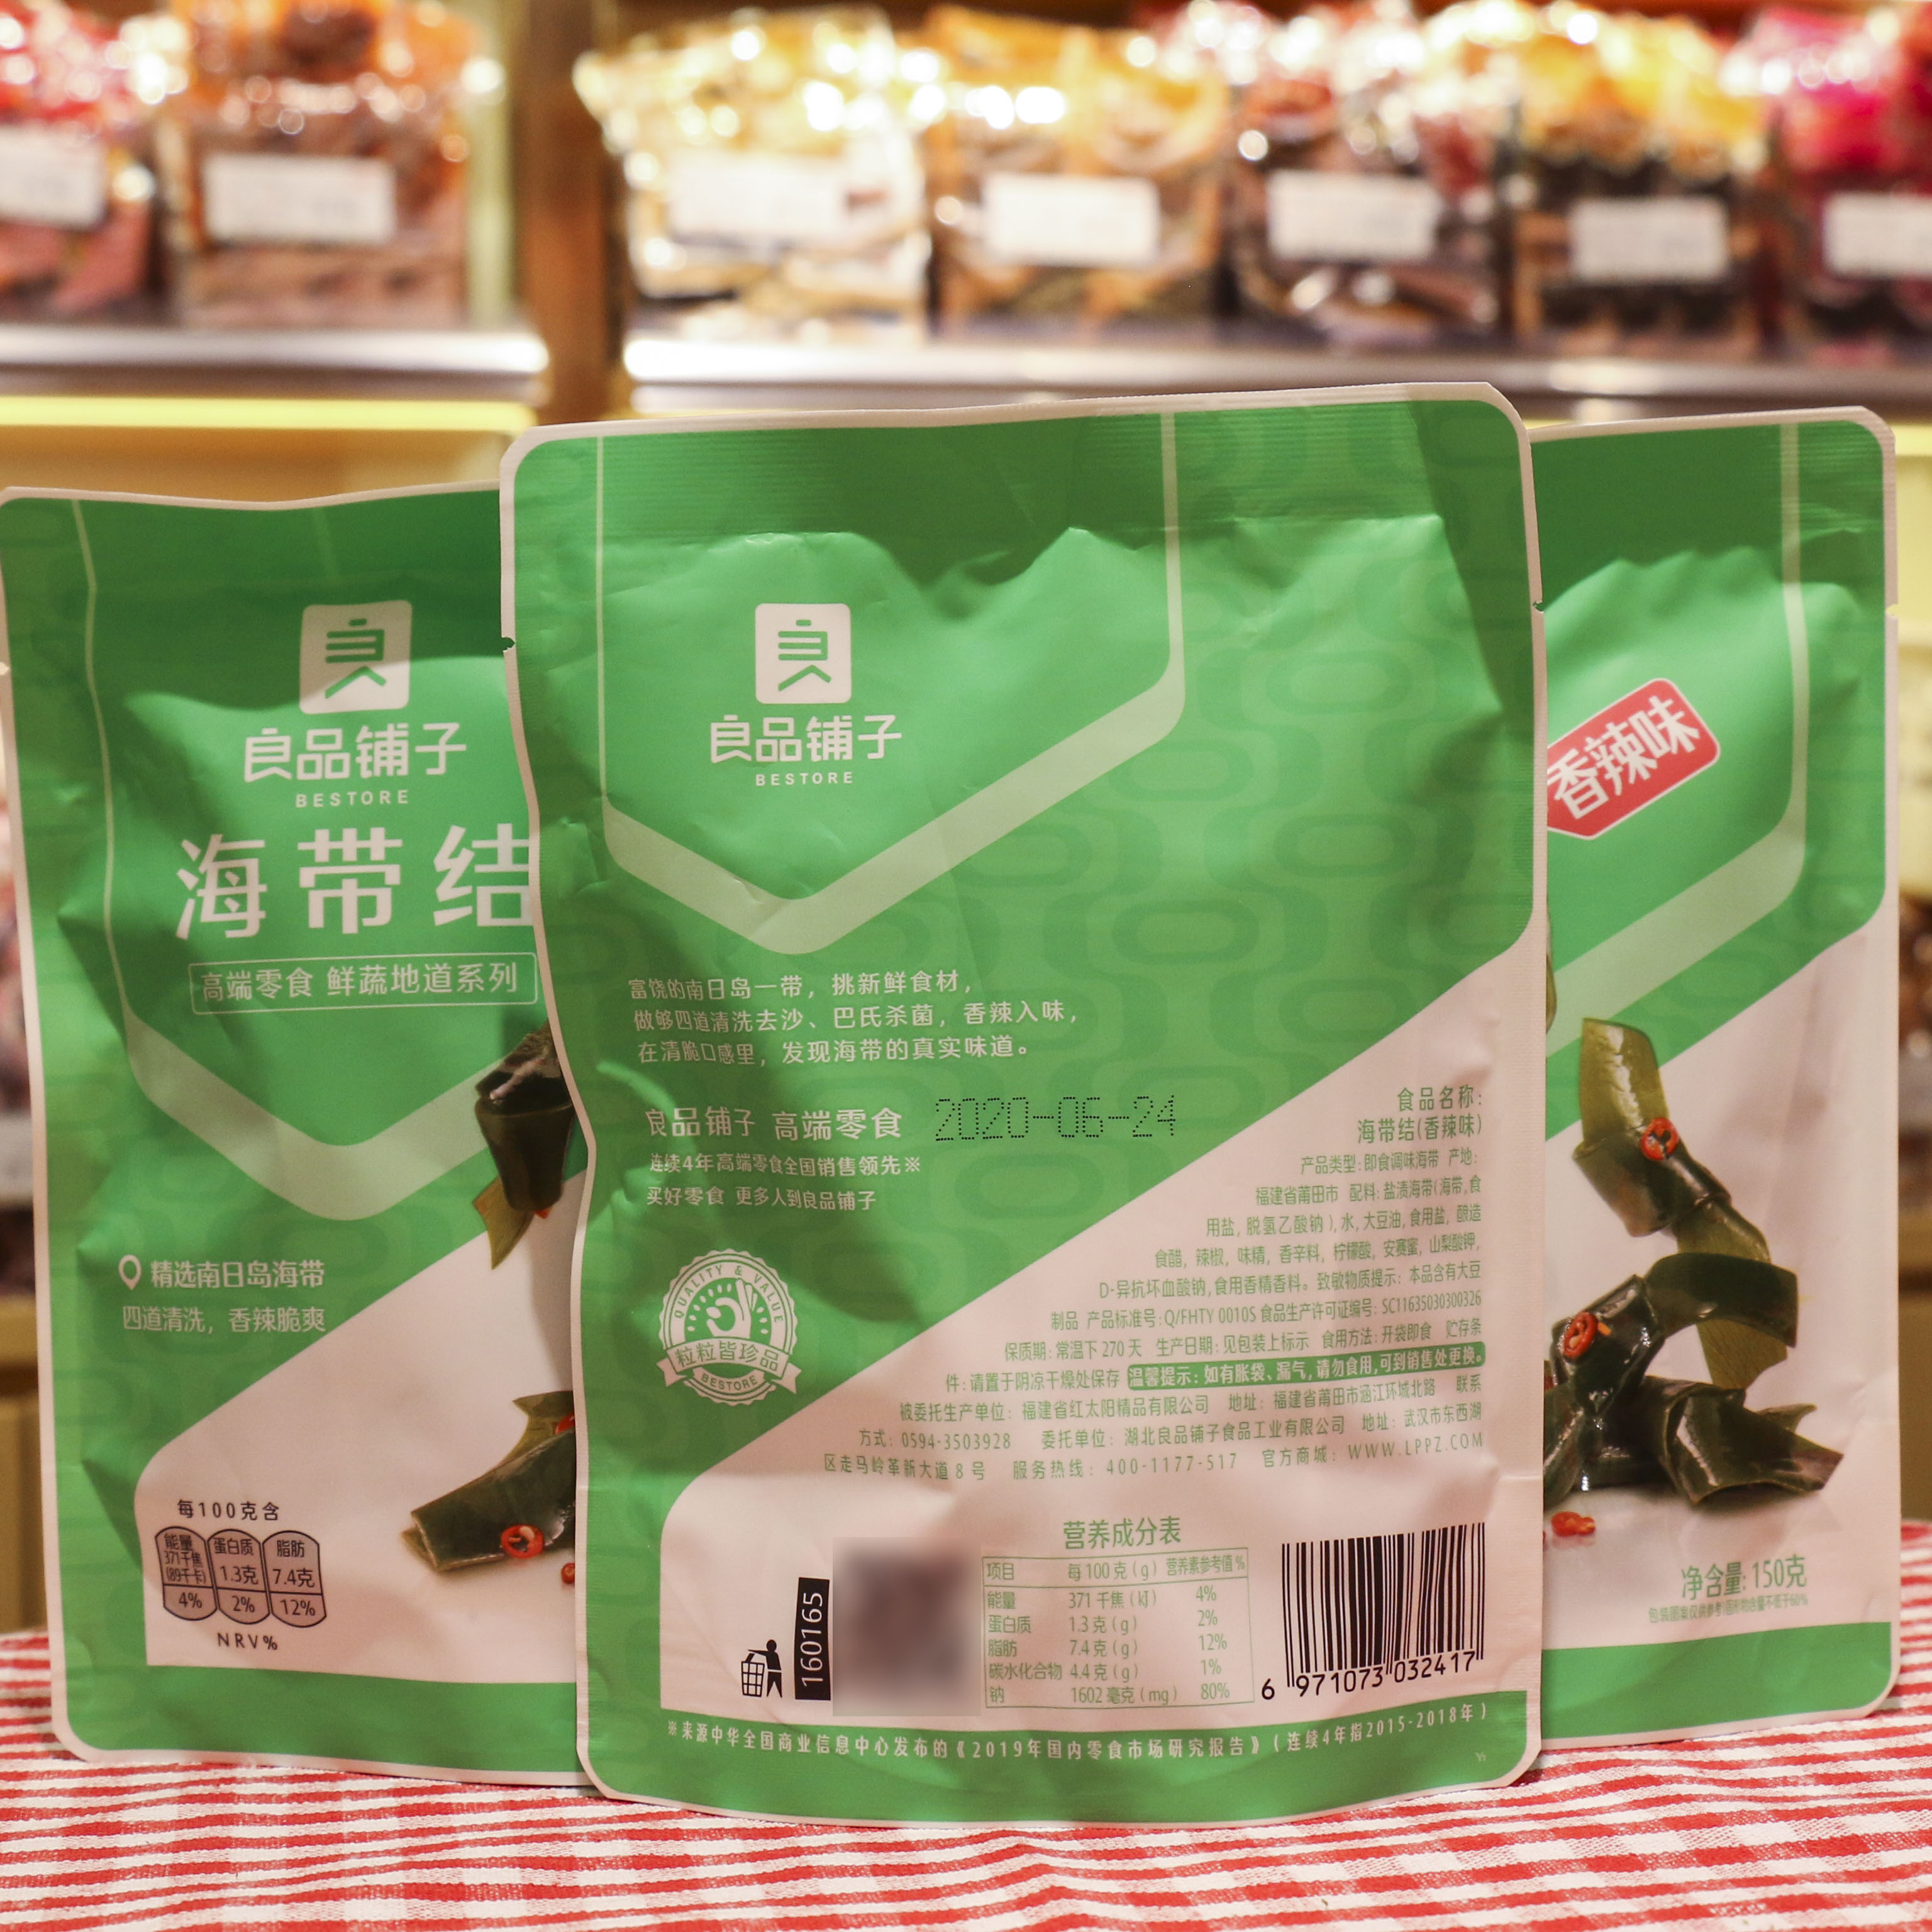 良品铺子
BESTORE
海带结
高端零食 鲜蔬地道系列
精选南日岛海带
四道清洗，香辣脆爽
每100克含
能量 蛋白质 脂肪
371千焦
(89千卡) 1.3克 7.4克
4% 2% 12%
NRV%
良品铺子
BESTORE
富饶的南日岛一带，挑新鲜食材，
做够四道清洗去沙、巴氏杀菌，香辣入味，
在清脆口感里，发现海带的真实味道。
良品铺子 高端零食
2020-06-24
连续4年高端零食全国销售领先※
买好零食 更多人到良品铺子
QUALITY & VALUE
粒粒皆珍品
BESTORE
食品名称：
海带结(香辣味)
产品类型：即食调味海带 产地：
福建省莆田市 配料：盐渍海带(海带,食
用盐, 脱氢乙酸钠), 水, 大豆油, 食用盐, 酿造
食醋, 辣椒, 味精, 香辛料, 柠檬酸, 安赛蜜, 山梨酸钾,
D-异抗坏血酸钠, 食用香精香料。致敏物质提示：本品含有大豆
制品 产品标准号：Q/FHTY 0010S 食品生产许可证编号：SC11635030300326
保质期：常温下 270 天 生产日期：见包装上标示 食用方法：开袋即食 贮存条
件：请置于阴凉干燥处保存 温馨提示：如有胀袋、漏气, 请勿食用, 可到销售处更换。
被委托生产单位：福建省红太阳精品有限公司 地址：福建省莆田市涵江环城北路 联系
方式：0594-3503928 委托单位：湖北良品铺子食品工业有限公司 地址：武汉市东西湖
区走马岭革新大道 8 号 服务热线：400-1177-517 官方商城：WWW.LPPZ.COM
营养成分表
项目 每100克(g) 营养素参考值%
能量 371 千焦(kJ) 4%
蛋白质 1.3 克(g) 2%
脂肪 7.4 克(g) 12%
碳水化合物 4.4 克(g) 1%
钠 1602 毫克(mg) 80%
160165
6 971073 032417
※来源中华全国商业信息中心发布的《2019年国内零食市场研究报告》(连续4年指2015-2018年)
香辣味
净含量: 150克
包装图案仅供参考 固形物含量不低于60%